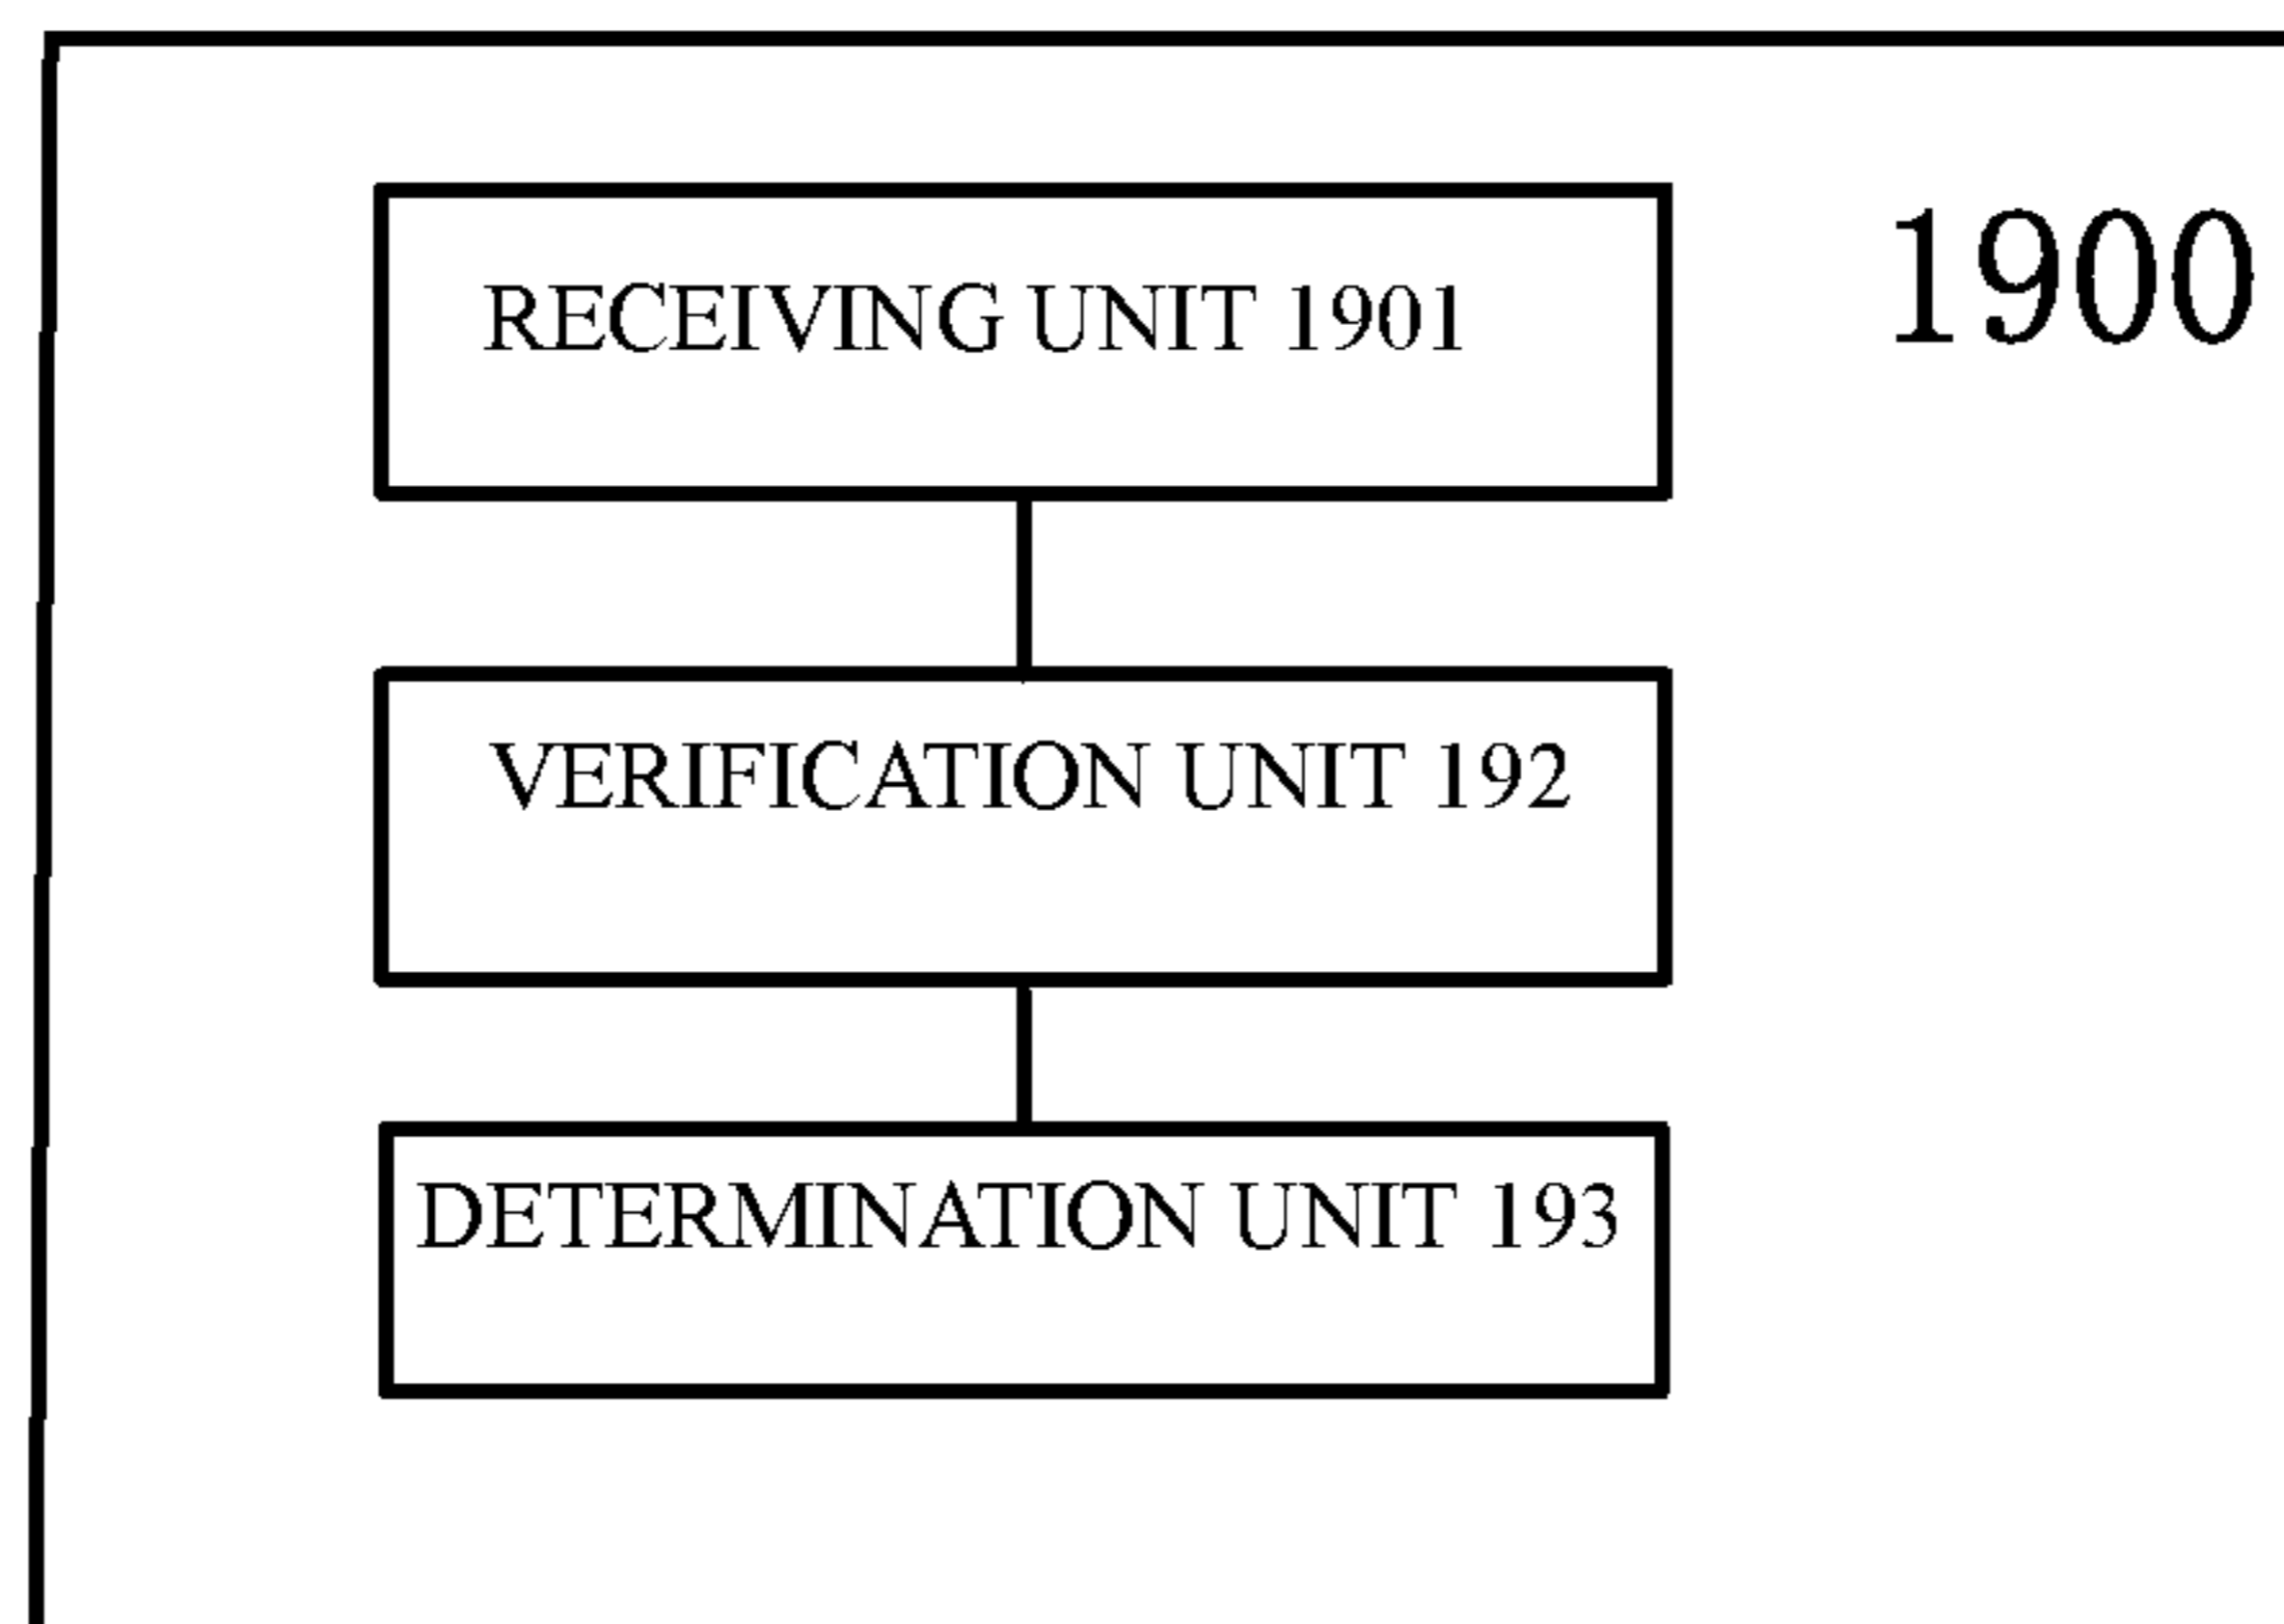 RECEIVING UNIT 1901
1900
VERIFICATION UNIT 192
DETERMINATION UNIT 193